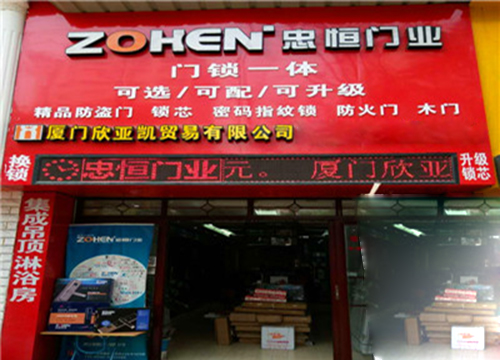 ZOHEN 忠恒门业
门锁一体
可选/可配/可升级
精品防盗门 锁芯 密码指纹锁 防火门 木门
厦门欣亚凯贸易有限公司
换锁
忠恒门业元。 厦门欣亚
升级锁芯
集成吊顶淋浴房
ZOHEN